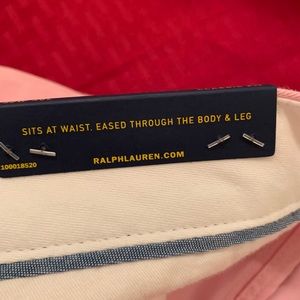 SITS AT WAIST. EASED THROUGH THE BODY & LEG
100018520
RALPHLAUREN.COM